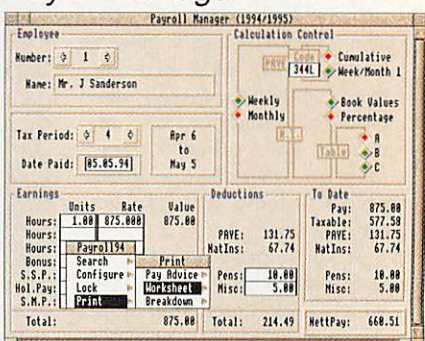 Payroll Manager (1994/1995)
Employee
Number: 1
Name: Mr. J Sanderson
Tax Period: 4
Date Paid: 05.05.94
Apr 6
to
May 5
Calculation Control
PAYE
Code
344L
Cumulative
Week/Month 1
Weekly
Monthly
Book Values
Percentage
N.I.
Table
A
B
C
Earnings
Units Rate Value
Hours: 1.00 875.000 875.00
Hours:
Hours:
Bonus:
S.S.P.:
Hol.Pay:
S.M.P.:
Payroll94
Search
Configure
Lock
Print
Print
Pay Advice
Worksheet
Breakdown
Total: 875.00
Deductions
PAYE: 131.75
NatIns: 67.74
Pens: 10.00
Misc: 5.00
Total: 214.49
To Date
Pay: 875.00
Taxable: 577.58
PAYE: 131.75
NatIns: 67.74
Pens: 10.00
Misc: 5.00
NettPay: 660.51